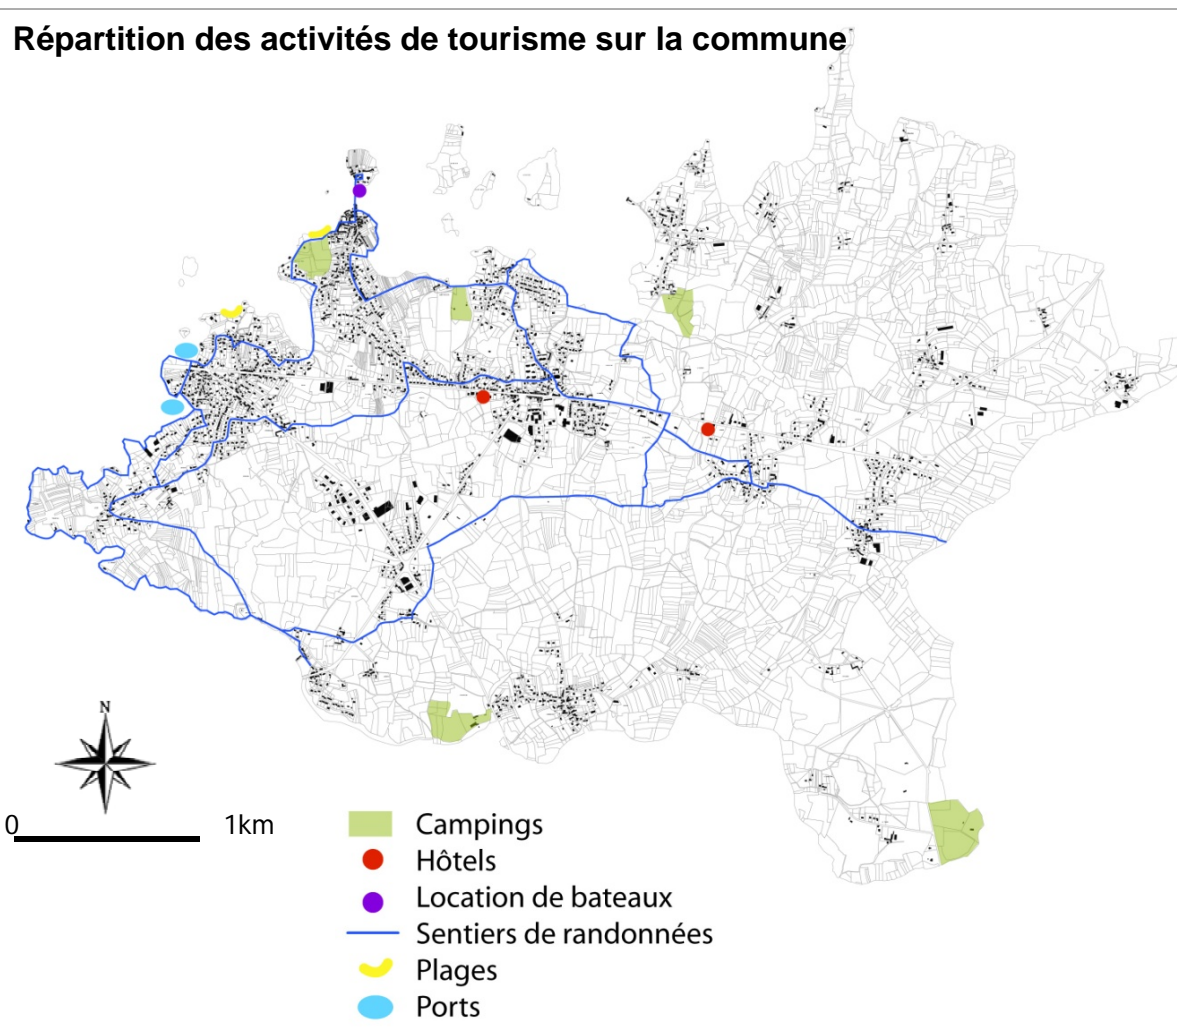 Répartition des activités de tourisme sur la commune
N
0 1km
Campings
Hôtels
Location de bateaux
Sentiers de randonnées
Plages
Ports